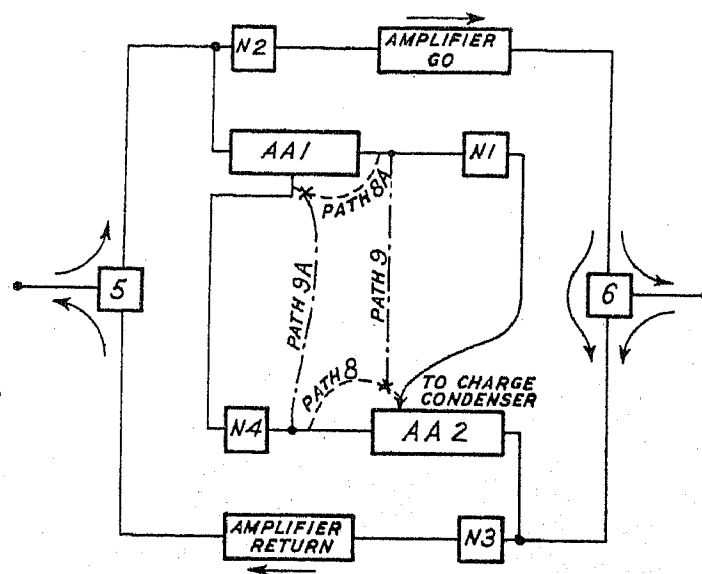 N2
AMPLIFIER
GO
AA1
N1
PATH 8A
PATH 9A
PATH 9
5
6
PATH 8
TO CHARGE
CONDENSER
N4
AA2
AMPLIFIER
RETURN
N3